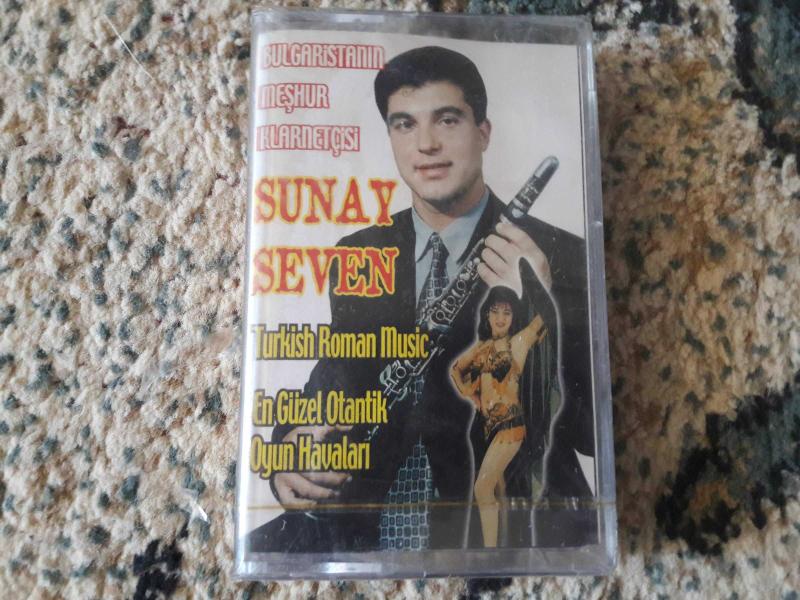 BULGARİSTANIN
MEŞHUR
KLARNETÇİSİ
SUNAY
SEVEN
Turkish Roman Music
En Güzel Otantik
Oyun Havaları